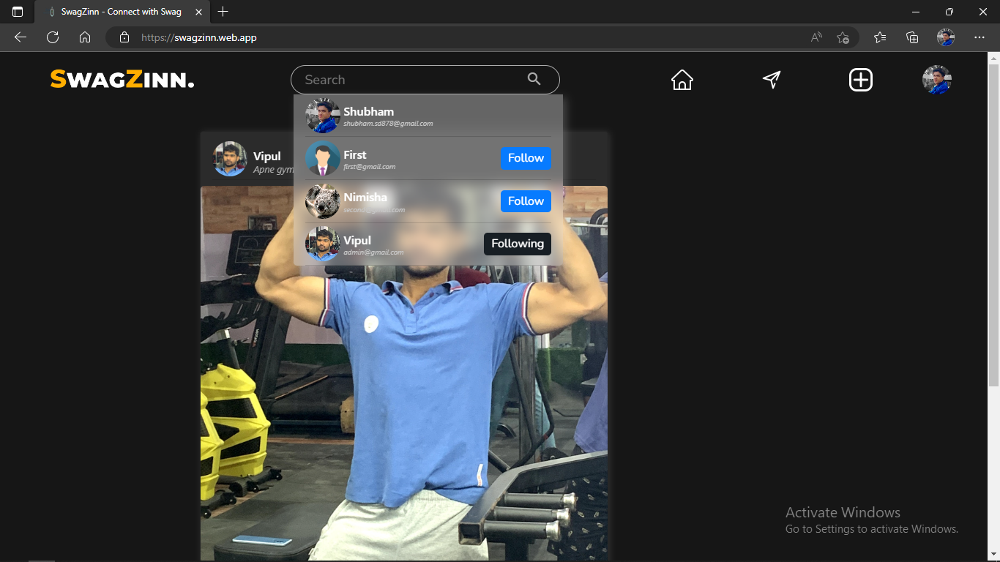 SwagZinn - Connect with Swag
https://swagzinn.web.app
SWAGZINN.
Search
Shubham
shubham.sd878@gmail.com
First
first@gmail.com
Follow
Nimisha
second@gmail.com
Follow
Vipul
admin@gmail.com
Following
Vipul
Apne gym
Activate Windows
Go to Settings to activate Windows.